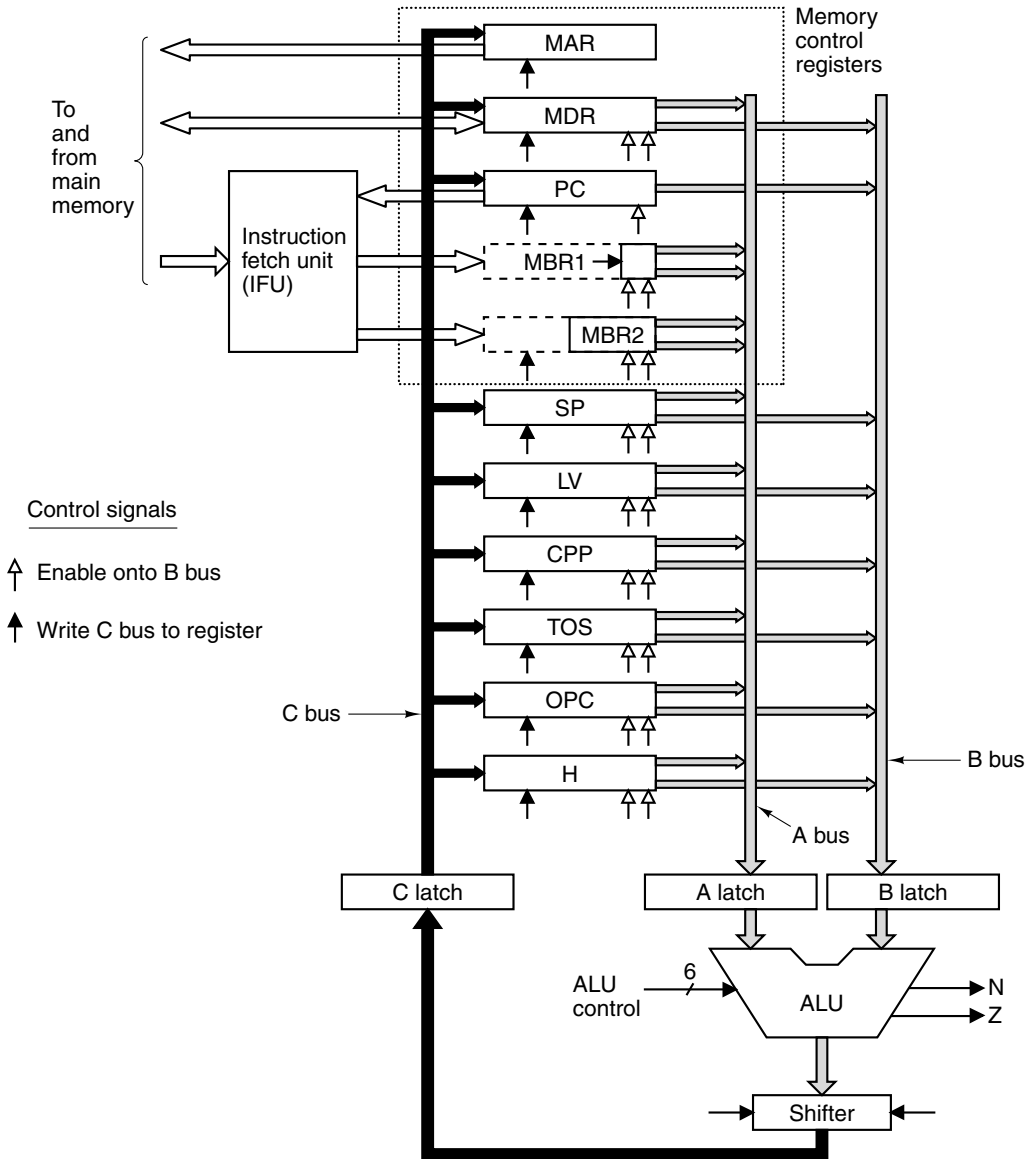 Memory
control
registers
MAR
To
and
from
main
memory
MDR
PC
Instruction
fetch unit
(IFU)
MBR1
MBR2
SP
LV
Control signals
CPP
Enable onto B bus
TOS
Write C bus to register
OPC
C bus
H
B bus
A bus
C latch
A latch
B latch
6
ALU
control
ALU
N
Z
Shifter